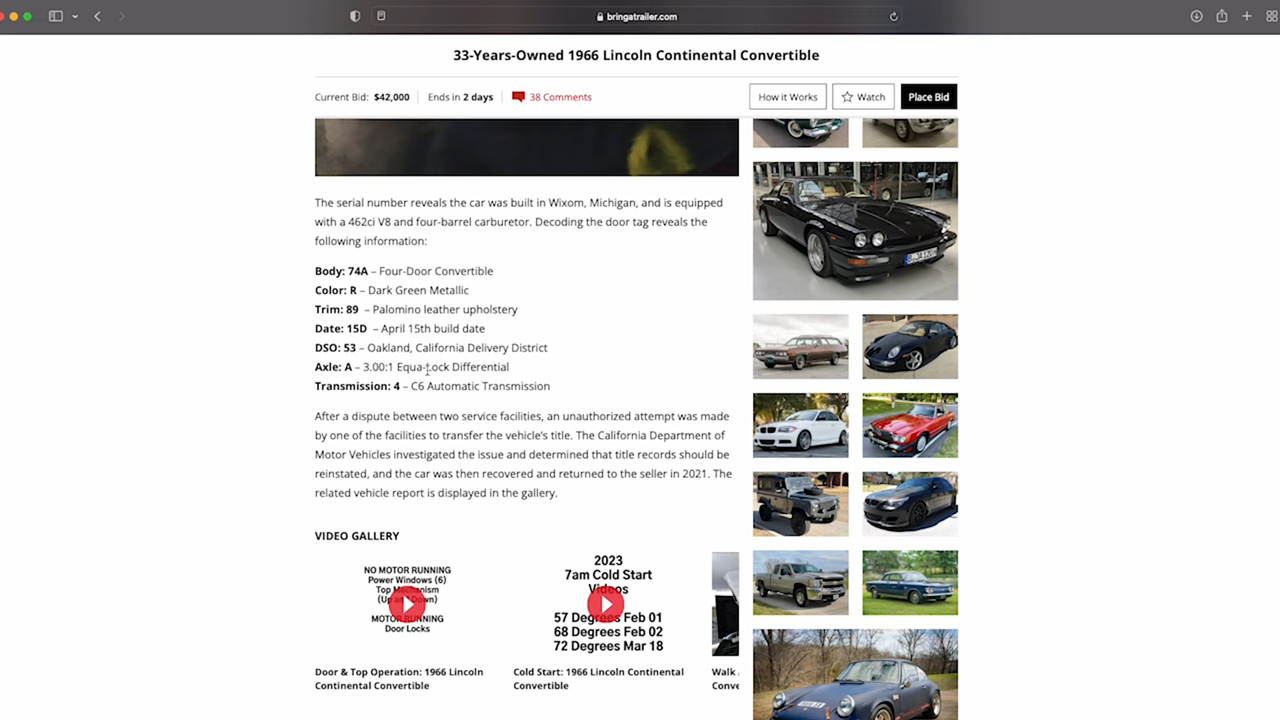 bringatrailer.com
33-Years-Owned 1966 Lincoln Continental Convertible
Current Bid: $42,000 Ends in 2 days 38 Comments How it Works Watch Place Bid
The serial number reveals the car was built in Wixom, Michigan, and is equipped
with a 462ci V8 and four-barrel carburetor. Decoding the door tag reveals the
following information:
Body: 74A – Four-Door Convertible
Color: R – Dark Green Metallic
Trim: 89 – Palomino leather upholstery
Date: 15D – April 15th build date
DSO: 53 – Oakland, California Delivery District
Axle: A – 3.00:1 Equa-Lock Differential
Transmission: 4 – C6 Automatic Transmission
After a dispute between two service facilities, an unauthorized attempt was made
by one of the facilities to transfer the vehicle's title. The California Department of
Motor Vehicles investigated the issue and determined that title records should be
reinstated, and the car was then recovered and returned to the seller in 2021. The
related vehicle report is displayed in the gallery.
VIDEO GALLERY
NO MOTOR RUNNING
Power Windows (6)
Top Mechanism
(Up and Down)
MOTOR RUNNING
Door Locks
2023
7am Cold Start
Videos
57 Degrees Feb 01
68 Degrees Feb 02
72 Degrees Mar 18
Door & Top Operation: 1966 Lincoln
Continental Convertible
Cold Start: 1966 Lincoln Continental
Convertible
Walk
Conve